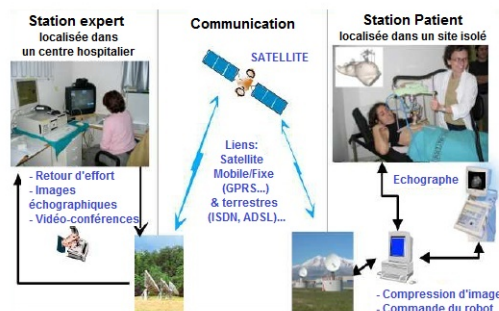 Station expert
localisée dans
un centre hospitalier
- Retour d'effort
- Images
échographiques
- Vidéo-conférences
Communication
SATELLITE
Liens:
Satellite
Mobile/Fixe
(GPRS...)
& terrestres
(ISDN, ADSL)...
Station Patient
localisée dans un site isolé
Echographe
- Compression d'image
- Commande du robot